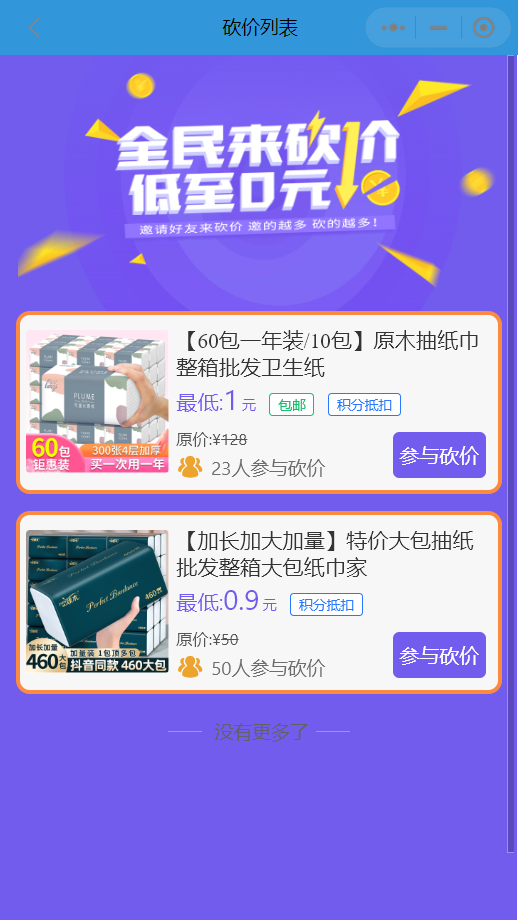 砍价列表
全民来砍价
低至0元
邀请好友来砍价 邀的越多 砍的越多！
PLUME
60包
钜惠装
300张4层加厚
买一次用一年
【60包一年装/10包】原木抽纸巾
整箱批发卫生纸
最低:1元 包邮 积分抵扣
原价:¥128
23人参与砍价
参与砍价
Perfect Bondance
460
加长加量
460大包
加量装 1包顶多包
抖音同款 460大包
【加长加大加量】特价大包抽纸
批发整箱大包纸巾家
最低:0.9元 积分抵扣
原价:¥50
50人参与砍价
参与砍价
没有更多了